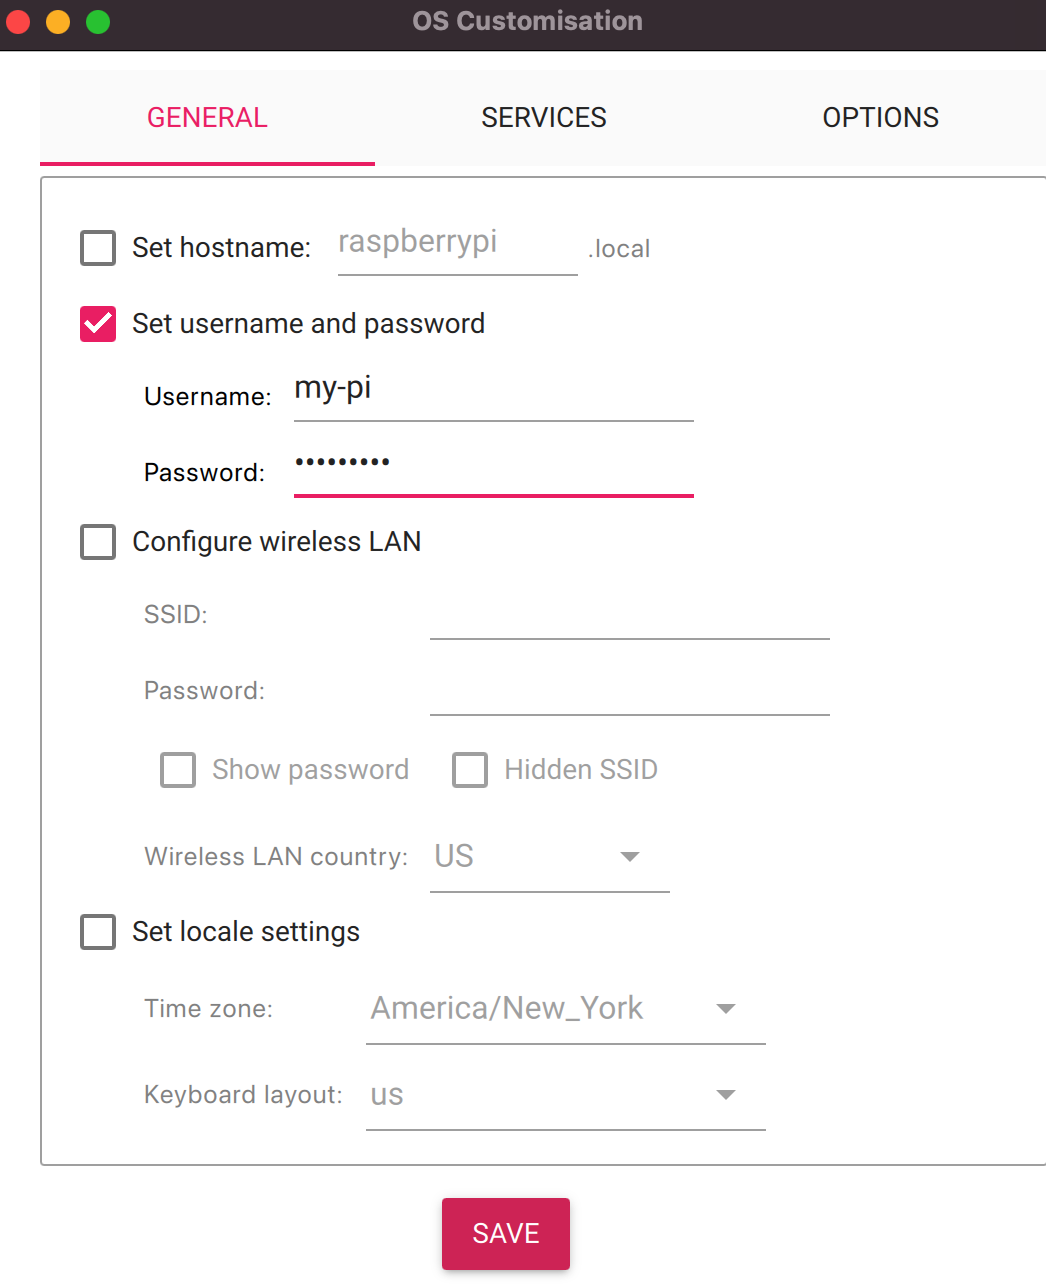 OS Customisation
GENERAL SERVICES OPTIONS
Set hostname: raspberrypi .local
Set username and password
Username: my-pi
Password: •••••••••
Configure wireless LAN
SSID:
Password:
Show password Hidden SSID
Wireless LAN country: US
Set locale settings
Time zone: America/New_York
Keyboard layout: us
SAVE